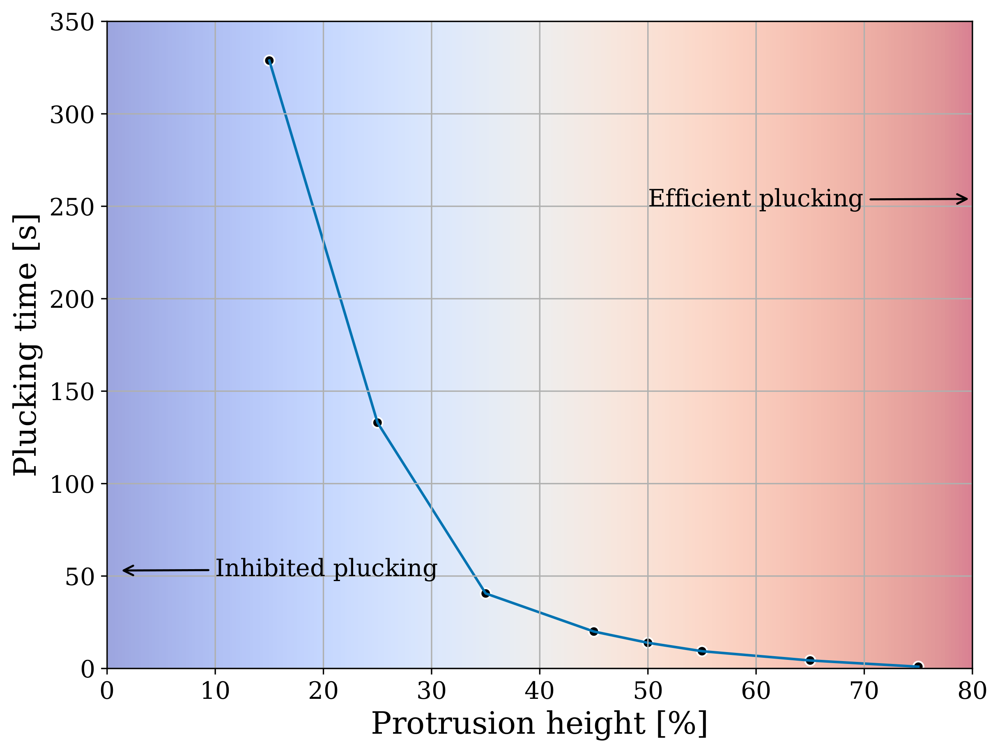 350
300
250
200
150
100
50
0
Plucking time [s]
Efficient plucking
Inhibited plucking
0 10 20 30 40 50 60 70 80
Protrusion height [%]